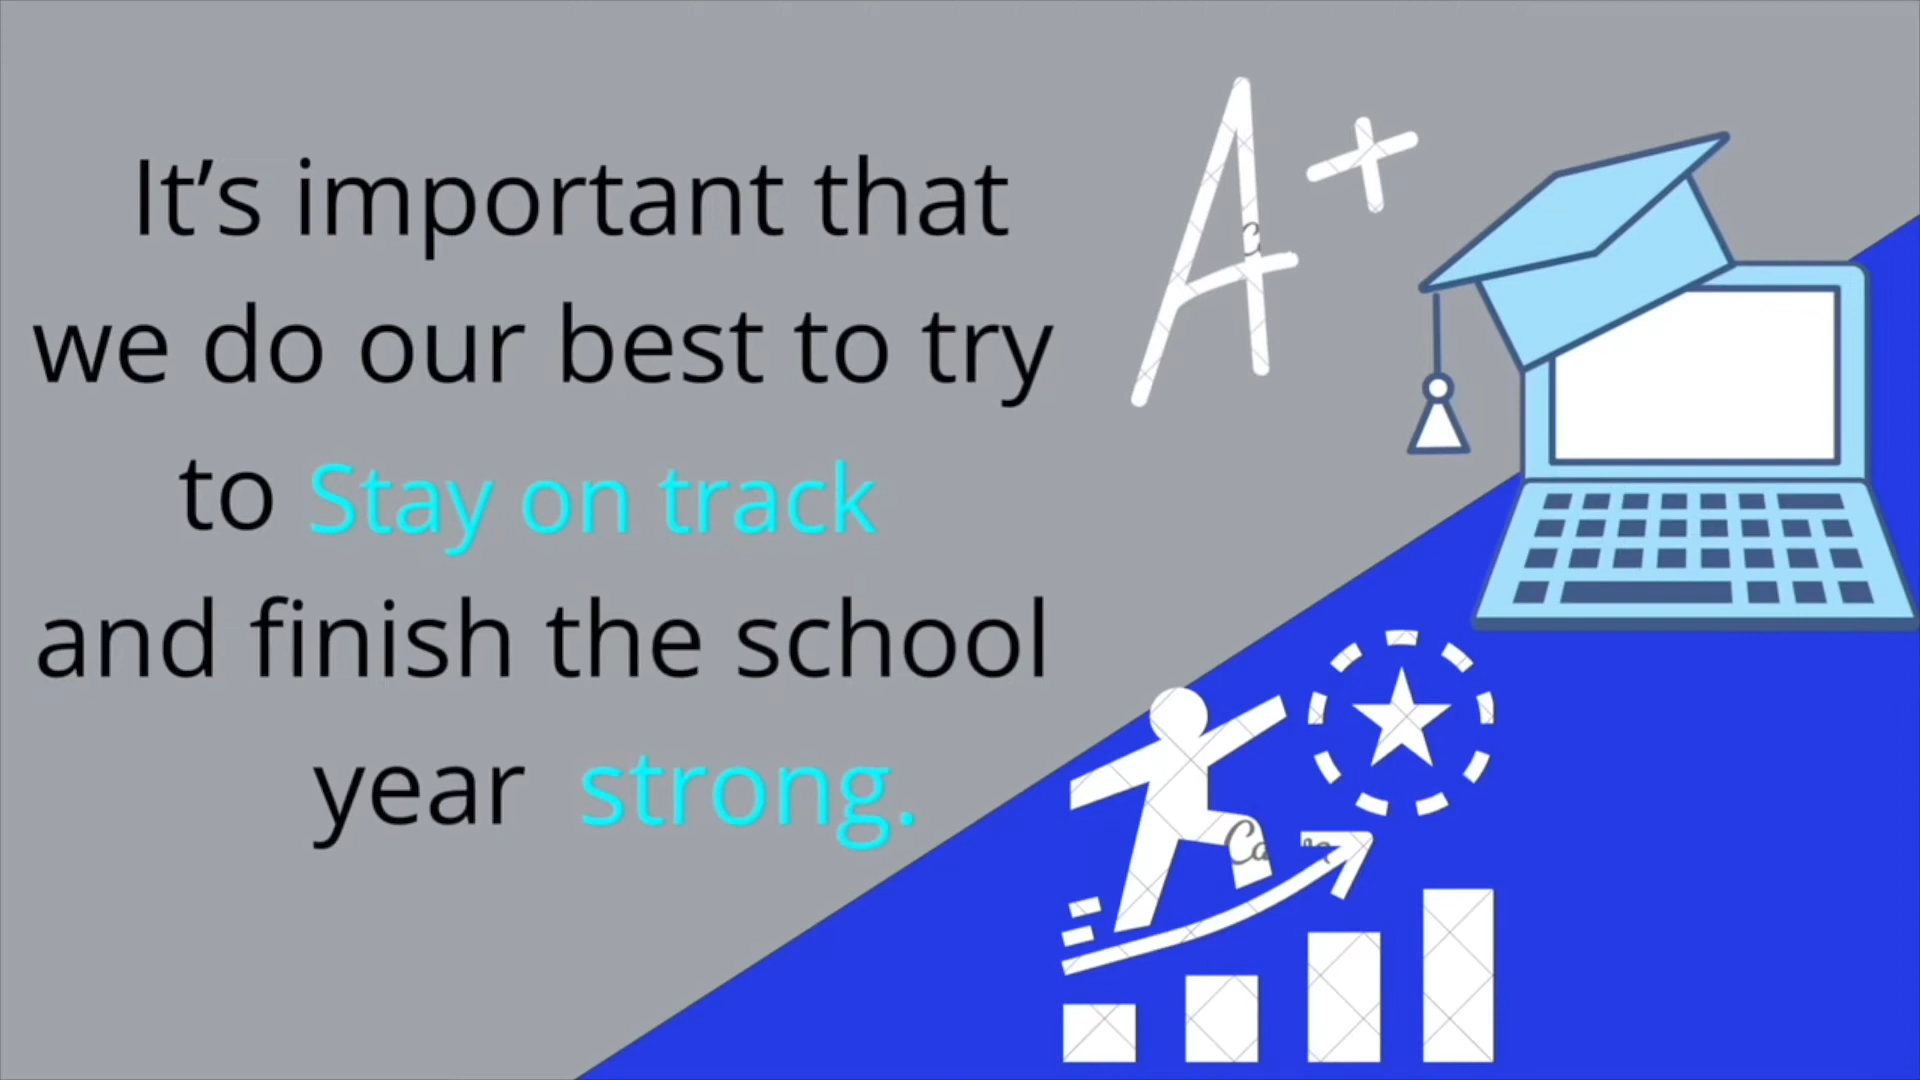 It’s important that
we do our best to try
to Stay on track
and finish the school
year strong.
A+